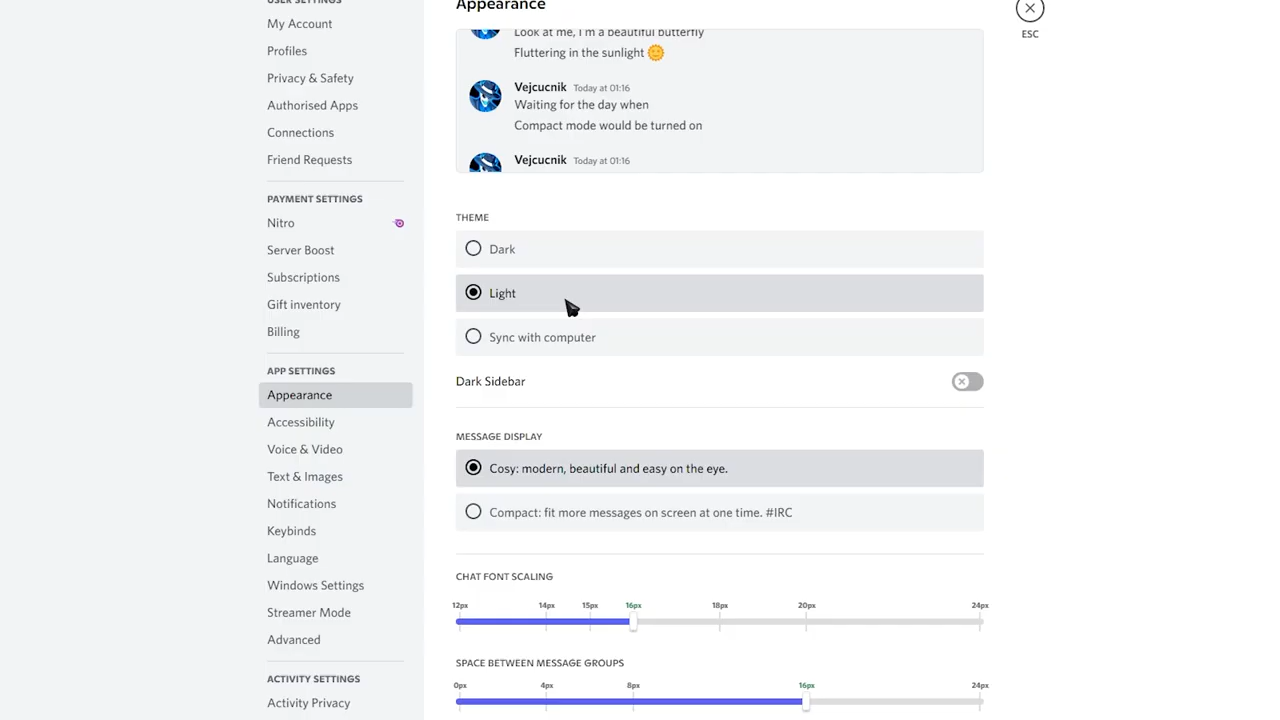 USER SETTINGS
My Account
Profiles
Privacy & Safety
Authorised Apps
Connections
Friend Requests
PAYMENT SETTINGS
Nitro
Server Boost
Subscriptions
Gift inventory
Billing
APP SETTINGS
Appearance
Accessibility
Voice & Video
Text & Images
Notifications
Keybinds
Language
Windows Settings
Streamer Mode
Advanced
ACTIVITY SETTINGS
Activity Privacy
Appearance
Look at me, I'm a beautiful butterfly
Fluttering in the sunlight 🌞
Vejcucnik Today at 01:16
Waiting for the day when
Compact mode would be turned on
Vejcucnik Today at 01:16
THEME
Dark
Light
Sync with computer
Dark Sidebar
MESSAGE DISPLAY
Cosy: modern, beautiful and easy on the eye.
Compact: fit more messages on screen at one time. #IRC
CHAT FONT SCALING
12px 14px 15px 16px 18px 20px 24px
SPACE BETWEEN MESSAGE GROUPS
0px 4px 8px 16px 24px
ESC